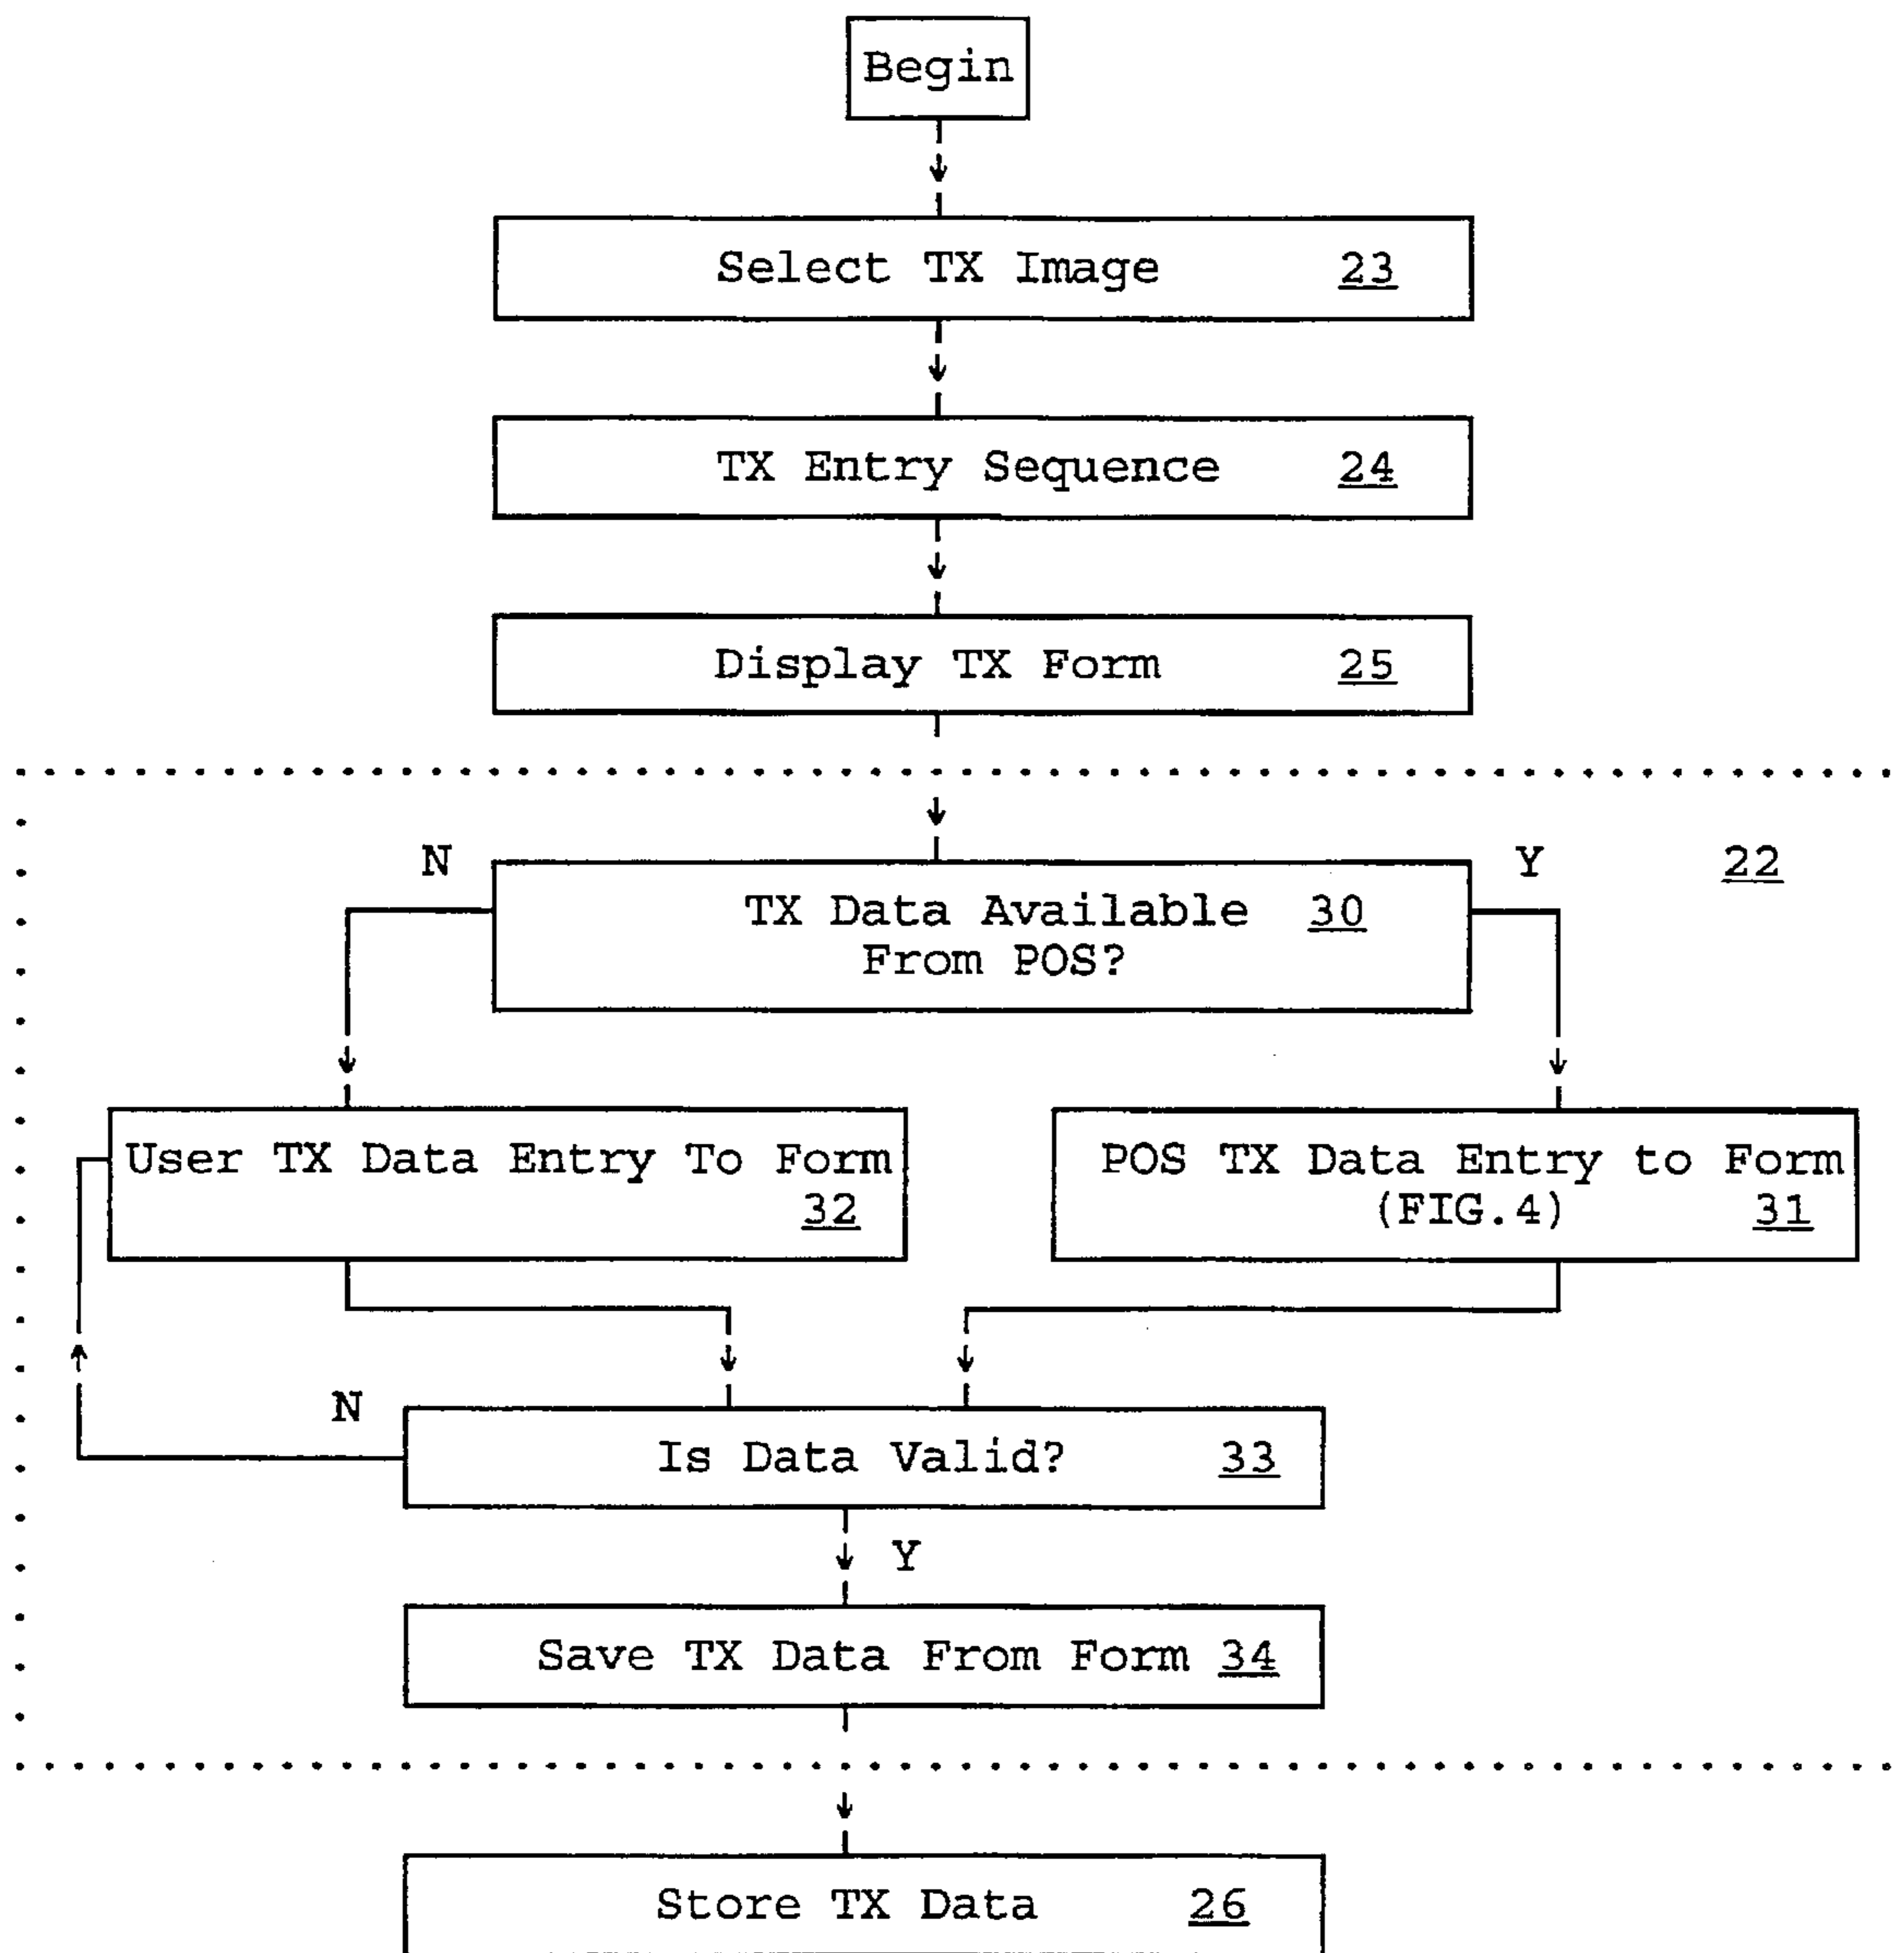 Begin
Select TX Image 23
TX Entry Sequence 24
Display TX Form 25
N
Y
22
TX Data Available 30
From POS?
User TX Data Entry To Form
32
POS TX Data Entry to Form
(FIG.4) 31
N
Is Data Valid? 33
Y
Save TX Data From Form 34
Store TX Data 26